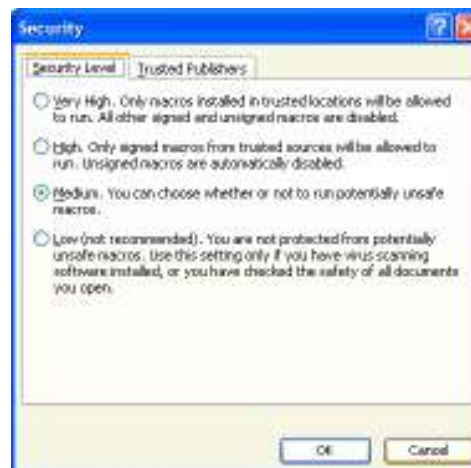 Security
Security Level
Trusted Publishers
Very High. Only macros installed in trusted locations will be allowed
to run. All other signed and unsigned macros are disabled.
High. Only signed macros from trusted sources will be allowed to
run. Unsigned macros are automatically disabled.
Medium. You can choose whether or not to run potentially unsafe
macros.
Low (not recommended). You are not protected from potentially
unsafe macros. Use this setting only if you have virus scanning
software installed, or you have checked the safety of all documents
you open.
OK
Cancel